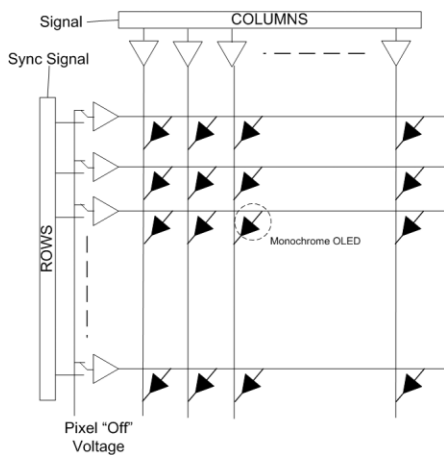 Signal
COLUMNS
Sync Signal
ROWS
Monochrome OLED
Pixel “Off”
Voltage